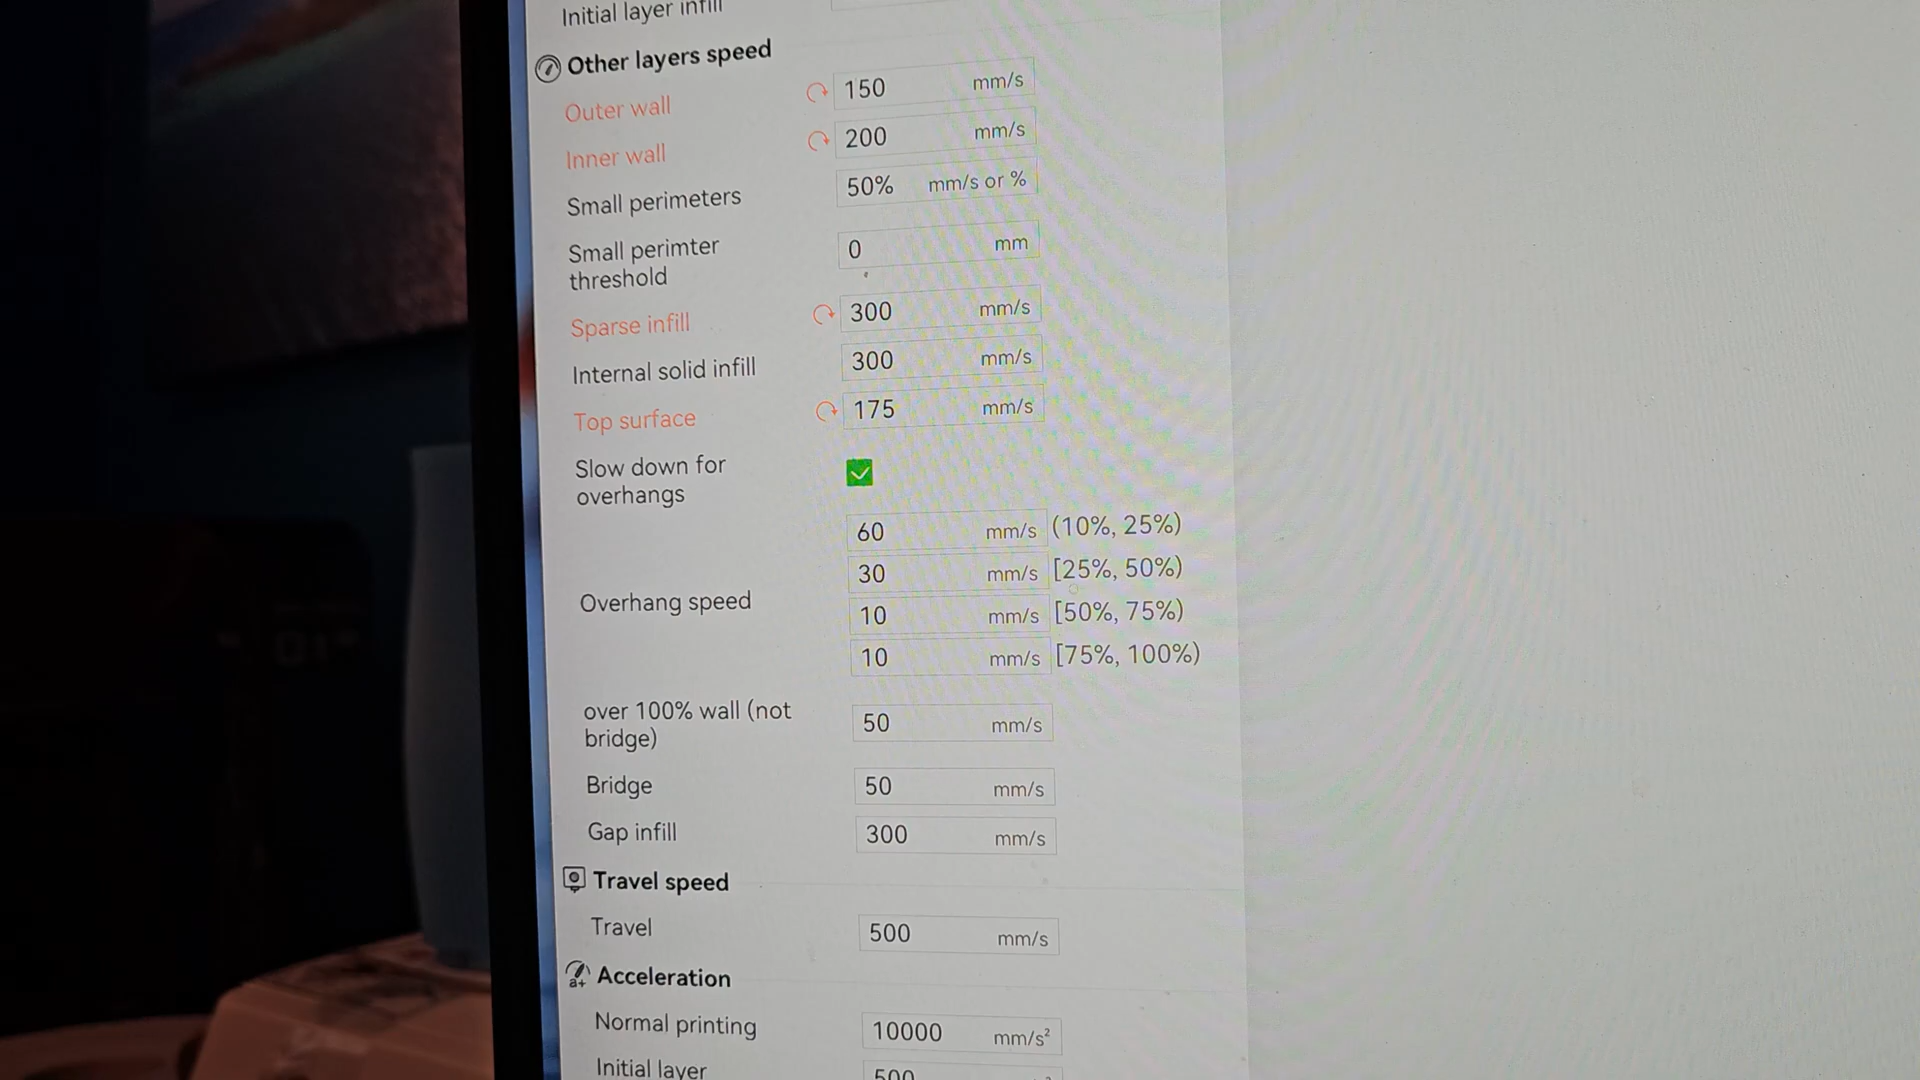 Initial layer infill
Other layers speed
Outer wall 150 mm/s
Inner wall 200 mm/s
Small perimeters 50% mm/s or %
Small perimter
threshold 0 mm
Sparse infill 300 mm/s
Internal solid infill 300 mm/s
Top surface 175 mm/s
Slow down for
overhangs
60 mm/s (10%, 25%)
30 mm/s [25%, 50%)
Overhang speed
10 mm/s [50%, 75%)
10 mm/s [75%, 100%)
over 100% wall (not
bridge) 50 mm/s
Bridge 50 mm/s
Gap infill 300 mm/s
Travel speed
Travel 500 mm/s
a+ Acceleration
Normal printing 10000 mm/s²
Initial layer 500